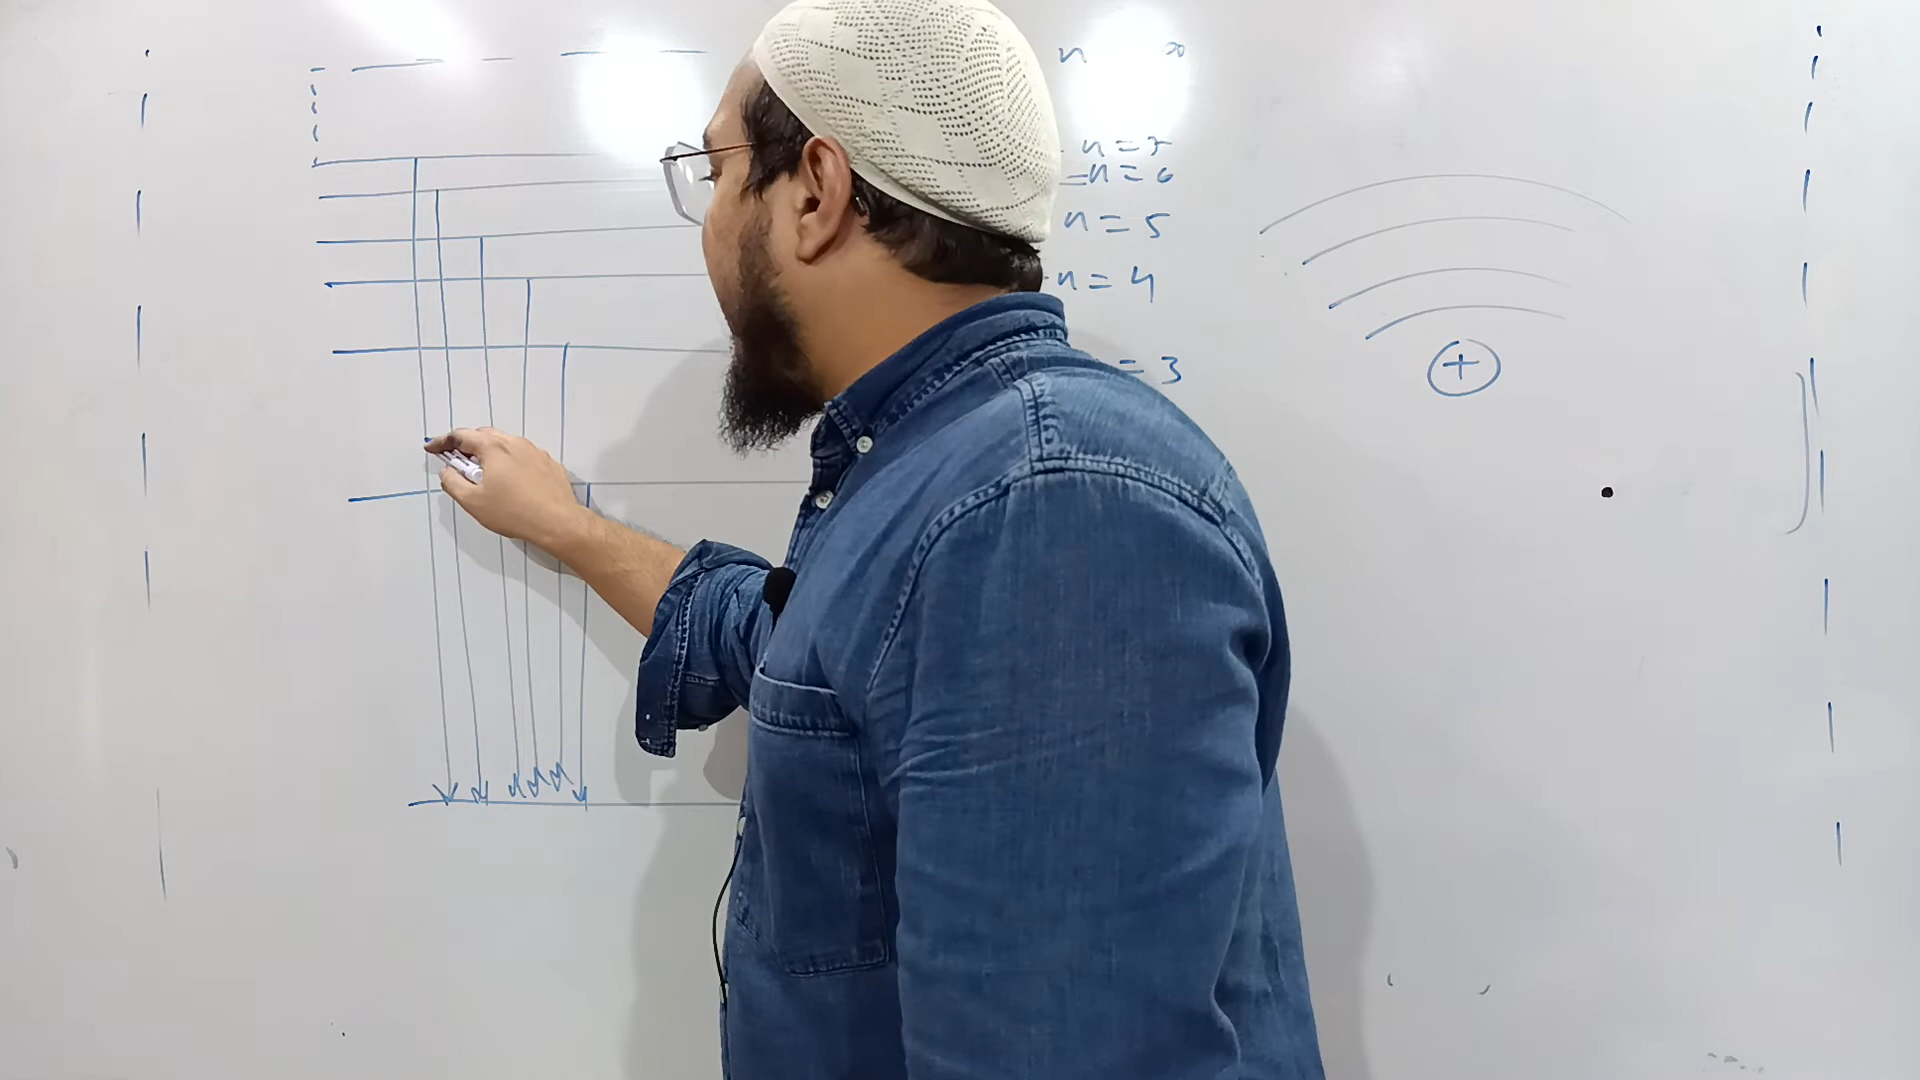 n ∞
n = 7
n = 6
n = 5
n = 4
= 3
+